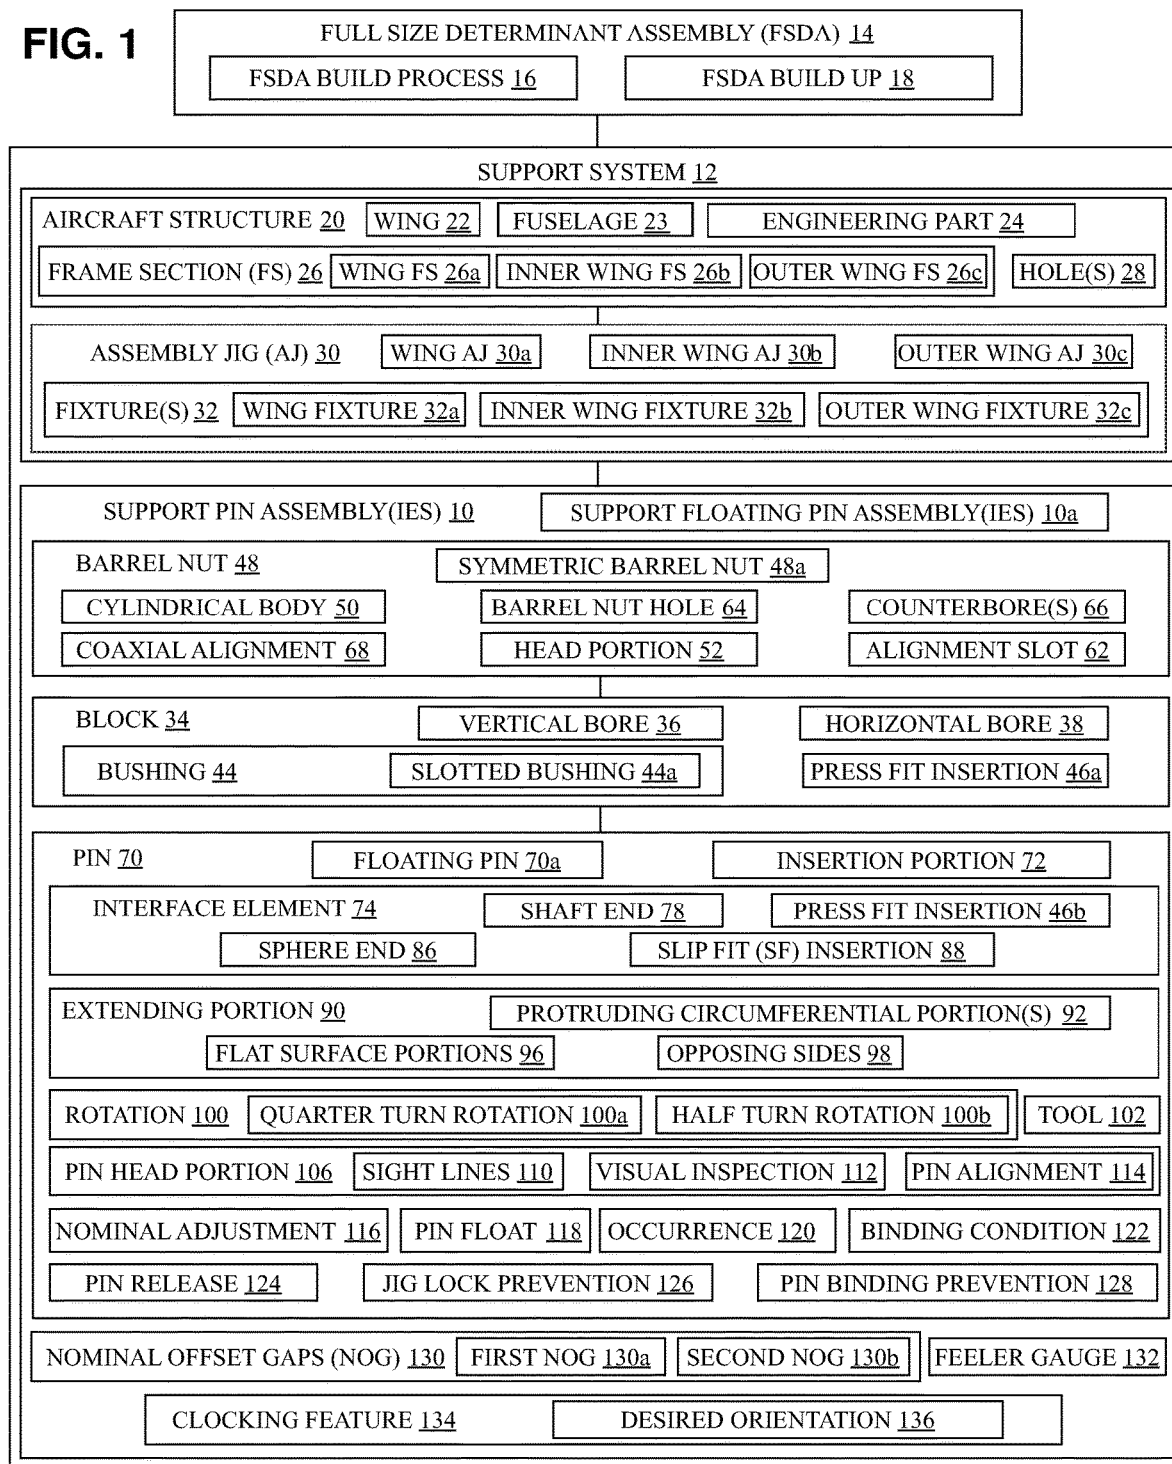 FIG. 1
FULL SIZE DETERMINANT ASSEMBLY (FSDA) 14
FSDA BUILD PROCESS 16 FSDA BUILD UP 18
SUPPORT SYSTEM 12
AIRCRAFT STRUCTURE 20 WING 22 FUSELAGE 23 ENGINEERING PART 24
FRAME SECTION (FS) 26 WING FS 26a INNER WING FS 26b OUTER WING FS 26c HOLE(S) 28
ASSEMBLY JIG (AJ) 30 WING AJ 30a INNER WING AJ 30b OUTER WING AJ 30c
FIXTURE(S) 32 WING FIXTURE 32a INNER WING FIXTURE 32b OUTER WING FIXTURE 32c
SUPPORT PIN ASSEMBLY(IES) 10 SUPPORT FLOATING PIN ASSEMBLY(IES) 10a
BARREL NUT 48 SYMMETRIC BARREL NUT 48a
CYLINDRICAL BODY 50 BARREL NUT HOLE 64 COUNTERBORE(S) 66
COAXIAL ALIGNMENT 68 HEAD PORTION 52 ALIGNMENT SLOT 62
BLOCK 34 VERTICAL BORE 36 HORIZONTAL BORE 38
BUSHING 44 SLOTTED BUSHING 44a PRESS FIT INSERTION 46a
PIN 70 FLOATING PIN 70a INSERTION PORTION 72
INTERFACE ELEMENT 74 SHAFT END 78 PRESS FIT INSERTION 46b
SPHERE END 86 SLIP FIT (SF) INSERTION 88
EXTENDING PORTION 90 PROTRUDING CIRCUMFERENTIAL PORTION(S) 92
FLAT SURFACE PORTIONS 96 OPPOSING SIDES 98
ROTATION 100 QUARTER TURN ROTATION 100a HALF TURN ROTATION 100b TOOL 102
PIN HEAD PORTION 106 SIGHT LINES 110 VISUAL INSPECTION 112 PIN ALIGNMENT 114
NOMINAL ADJUSTMENT 116 PIN FLOAT 118 OCCURRENCE 120 BINDING CONDITION 122
PIN RELEASE 124 JIG LOCK PREVENTION 126 PIN BINDING PREVENTION 128
NOMINAL OFFSET GAPS (NOG) 130 FIRST NOG 130a SECOND NOG 130b FEELER GAUGE 132
CLOCKING FEATURE 134 DESIRED ORIENTATION 136